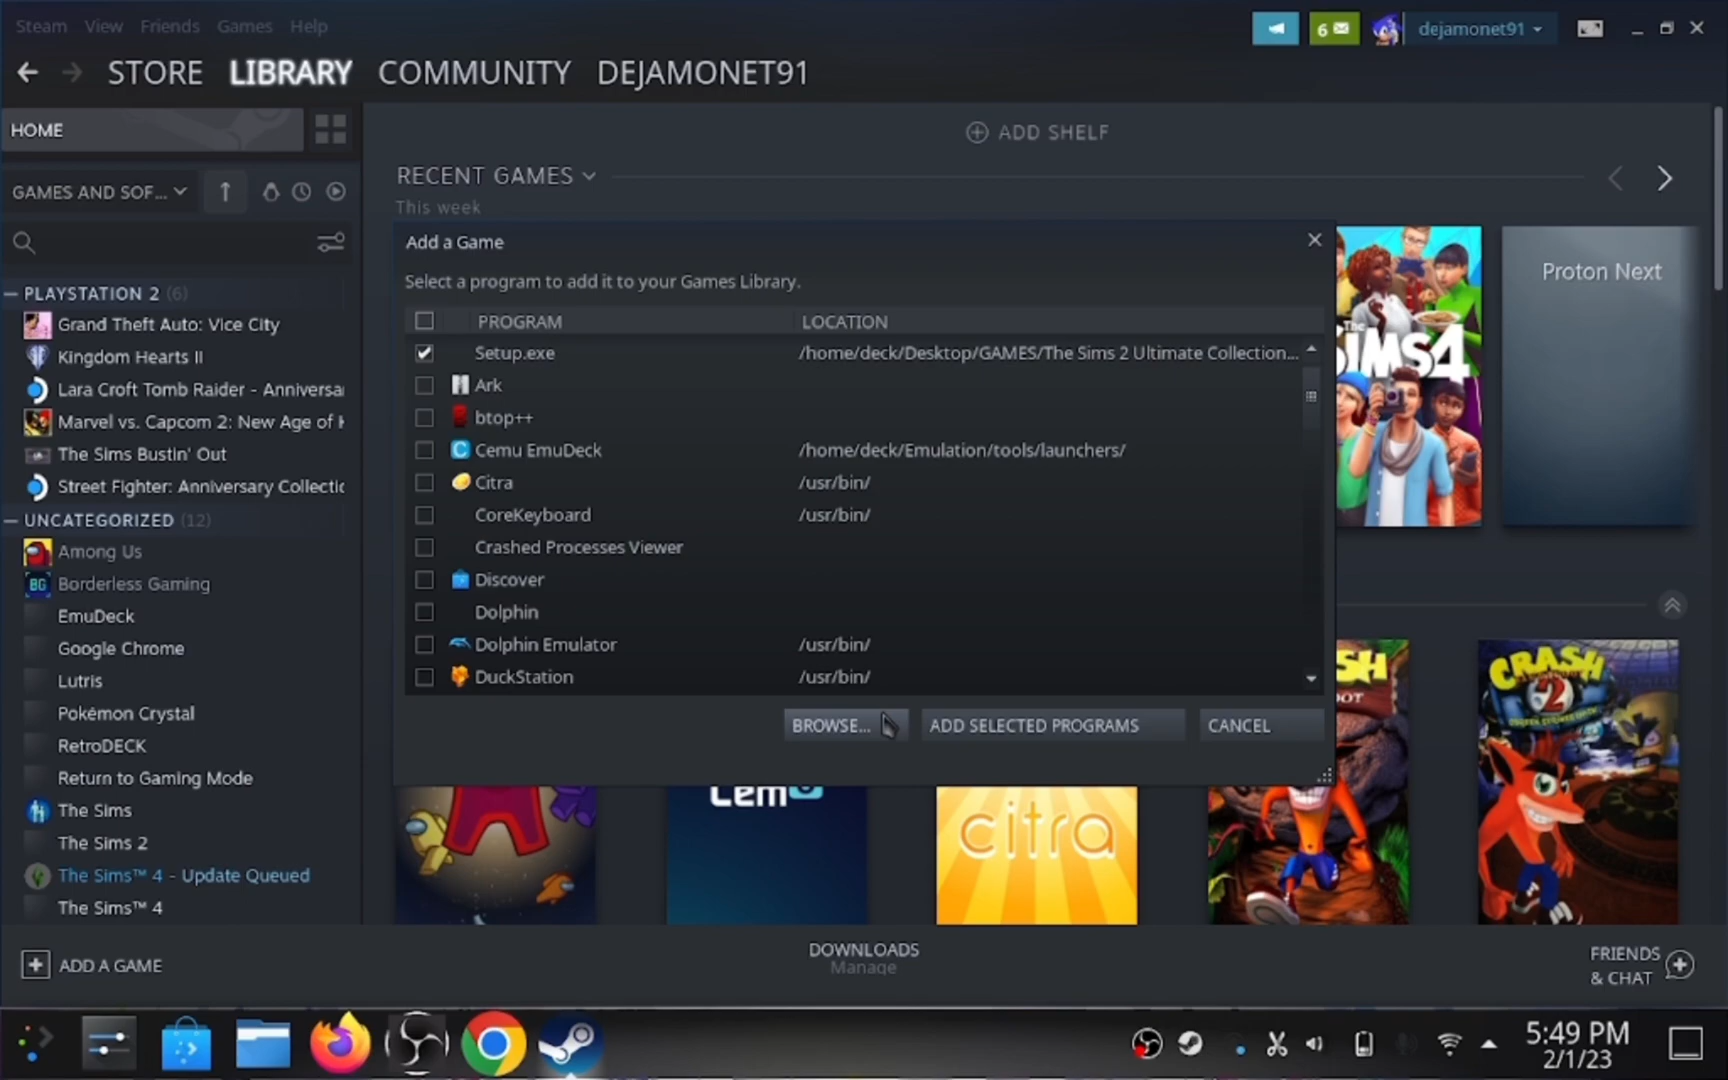 Steam View Friends Games Help
6
dejamonet91
STORE LIBRARY COMMUNITY DEJAMONET91
HOME
ADD SHELF
GAMES AND SOF...
RECENT GAMES
This week
Add a Game
Select a program to add it to your Games Library.
PROGRAM LOCATION
Setup.exe /home/deck/Desktop/GAMES/The Sims 2 Ultimate Collection...
Ark
btop++
Cemu EmuDeck /home/deck/Emulation/tools/launchers/
Citra /usr/bin/
CoreKeyboard /usr/bin/
Crashed Processes Viewer
Discover
Dolphin
Dolphin Emulator /usr/bin/
DuckStation /usr/bin/
BROWSE... ADD SELECTED PROGRAMS CANCEL
PLAYSTATION 2 (6)
Grand Theft Auto: Vice City
Kingdom Hearts II
Lara Croft Tomb Raider - Anniversa
Marvel vs. Capcom 2: New Age of
The Sims Bustin' Out
Street Fighter: Anniversary Collectic
UNCATEGORIZED (12)
Among Us
BG Borderless Gaming
EmuDeck
Google Chrome
Lutris
Pokémon Crystal
RetroDECK
Return to Gaming Mode
The Sims
The Sims 2
The Sims™ 4 - Update Queued
The Sims™ 4
The
SIMS4
Proton Next
citra
CRASH
2
ADD A GAME
DOWNLOADS
Manage
FRIENDS
& CHAT
5:49 PM
2/1/23